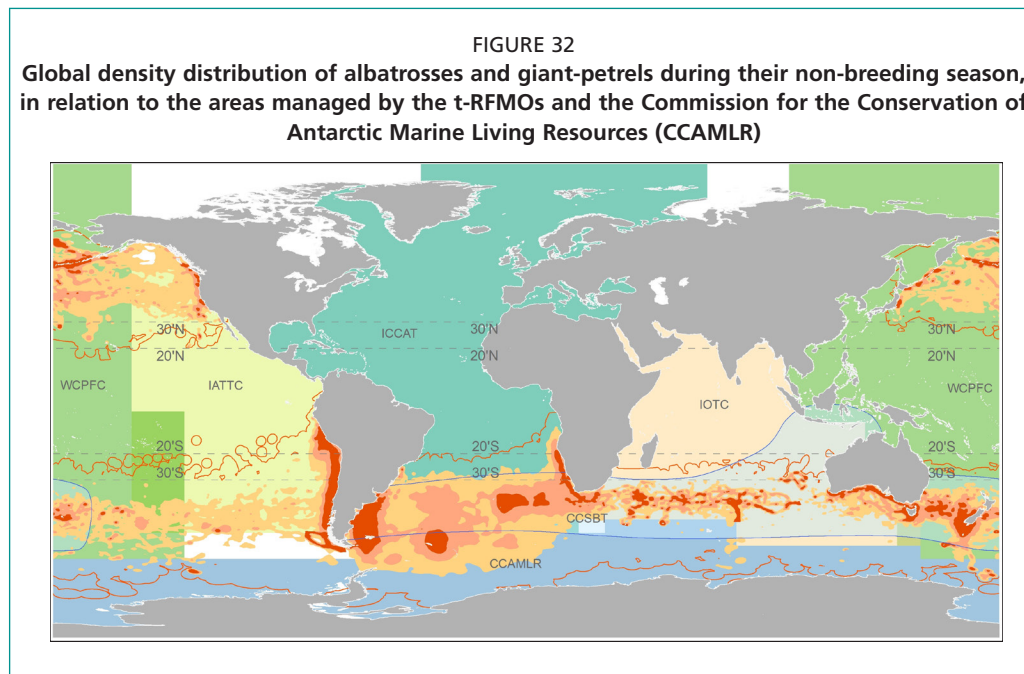 FIGURE 32
Global density distribution of albatrosses and giant-petrels during their non-breeding season,
in relation to the areas managed by the t-RFMOs and the Commission for the Conservation of
Antarctic Marine Living Resources (CCAMLR)
30°N 30°N 30°N
ICCAT
20°N 20°N 20°N
WCPFC IATTC WCPFC
IOTC
20°S 20°S 20°S
30°S 30°S 30°S
CCSBT
CCAMLR